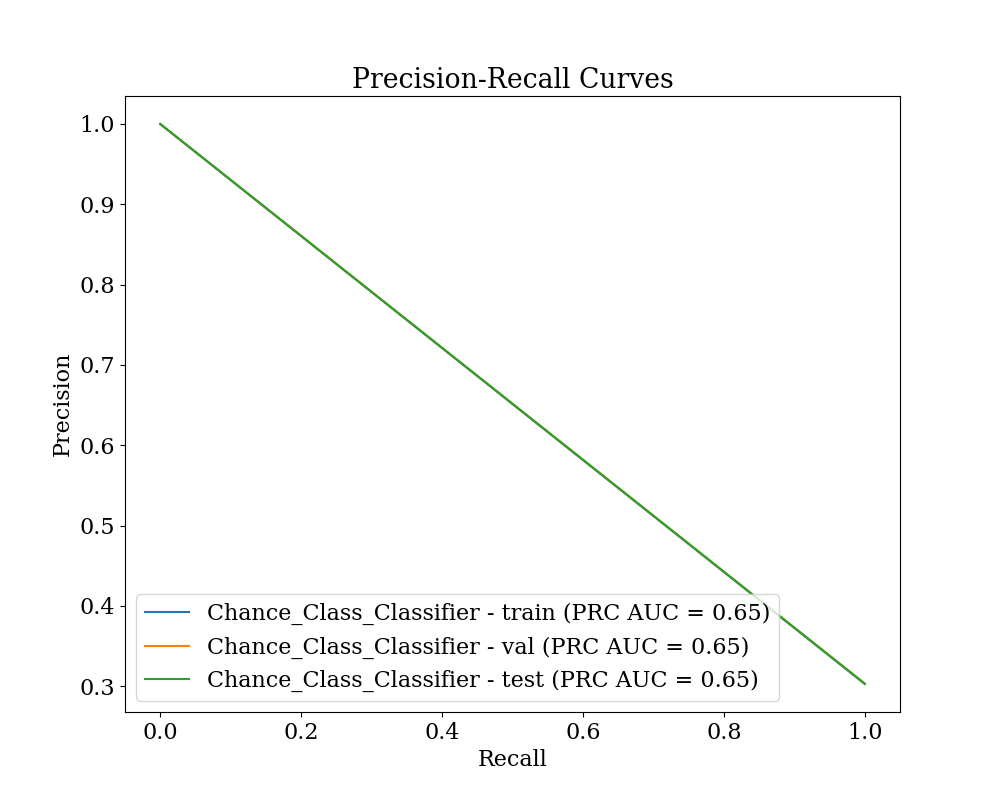 Precision-Recall Curves
1.0
0.9
0.8
0.7
0.6
0.5
0.4
0.3
Precision
Chance_Class_Classifier - train (PRC AUC = 0.65)
Chance_Class_Classifier - val (PRC AUC = 0.65)
Chance_Class_Classifier - test (PRC AUC = 0.65)
0.0 0.2 0.4 0.6 0.8 1.0
Recall